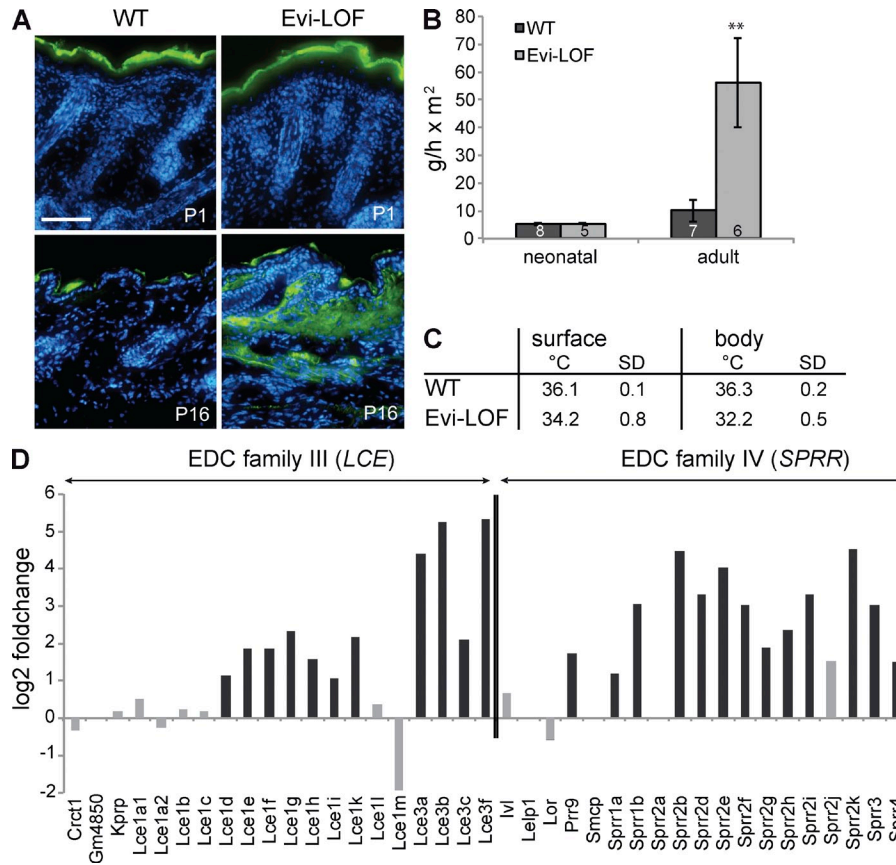 A
WT
Evi-LOF
P1
P1
P16
P16
B
WT
Evi-LOF
**
g/h x m²
80
70
60
50
40
30
20
10
0
8
5
7
6
neonatal
adult
C
surface
body
°C
SD
°C
SD
WT
36.1
0.1
36.3
0.2
Evi-LOF
34.2
0.8
32.2
0.5
D
EDC family III (LCE)
EDC family IV (SPRR)
log2 foldchange
6
5
4
3
2
1
0
-1
-2
Crct1
Gm4850
Kprp
Lce1a1
Lce1a2
Lce1b
Lce1c
Lce1d
Lce1e
Lce1f
Lce1g
Lce1h
Lce1i
Lce1k
Lce1l
Lce1m
Lce3a
Lce3b
Lce3c
Lce3f
Ivl
Lelp1
Lor
Prr9
Smcp
Sprr1a
Sprr1b
Sprr2a
Sprr2b
Sprr2d
Sprr2e
Sprr2f
Sprr2g
Sprr2h
Sprr2i
Sprr2j
Sprr2k
Sprr3
Sprr4